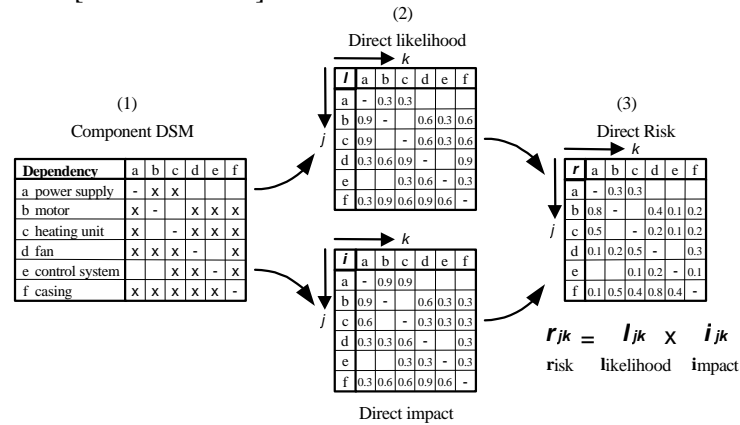 (2)
Direct likelihood
k
j
l a b c d e f
a - 0.3 0.3
b 0.9 - 0.6 0.3 0.6
c 0.9 - 0.6 0.3 0.6
d 0.3 0.6 0.9 - 0.9
e 0.3 0.6 - 0.3
f 0.3 0.9 0.6 0.9 0.6 -
(1)
Component DSM
Dependency a b c d e f
a power supply - x x
b motor x - x x x
c heating unit x - x x x
d fan x x x - x
e control system x x - x
f casing x x x x x -
k
j
i a b c d e f
a - 0.9 0.9
b 0.9 - 0.6 0.3 0.3
c 0.6 - 0.3 0.3 0.3
d 0.3 0.3 0.6 - 0.3
e 0.3 0.3 - 0.3
f 0.3 0.6 0.6 0.9 0.6 -
Direct impact
(3)
Direct Risk
k
j
r a b c d e f
a - 0.3 0.3
b 0.8 - 0.4 0.1 0.2
c 0.5 - 0.2 0.1 0.2
d 0.1 0.2 0.5 - 0.3
e 0.1 0.2 - 0.1
f 0.1 0.5 0.4 0.8 0.4 -
r jk = l jk x i jk
risk likelihood impact